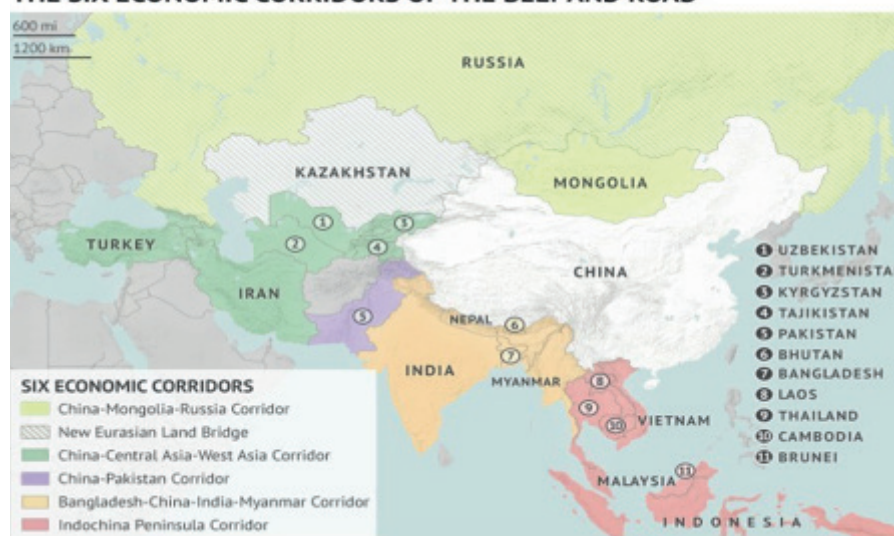 THE SIX ECONOMIC CORRIDORS OF THE BELT AND ROAD
600 mi
1200 km
RUSSIA
KAZAKHSTAN
MONGOLIA
1
3
2
4
TURKEY
IRAN
CHINA
5
NEPAL
6
7
INDIA
MYANMAR
8
9
VIETNAM
10
MALAYSIA
11
INDONESIA
1 UZBEKISTAN
2 TURKMENISTA
3 KYRGYZSTAN
4 TAJIKISTAN
5 PAKISTAN
6 BHUTAN
7 BANGLADESH
8 LAOS
9 THAILAND
10 CAMBODIA
11 BRUNEI
SIX ECONOMIC CORRIDORS
China-Mongolia-Russia Corridor
New Eurasian Land Bridge
China-Central Asia-West Asia Corridor
China-Pakistan Corridor
Bangladesh-China-India-Myanmar Corridor
Indochina Peninsula Corridor